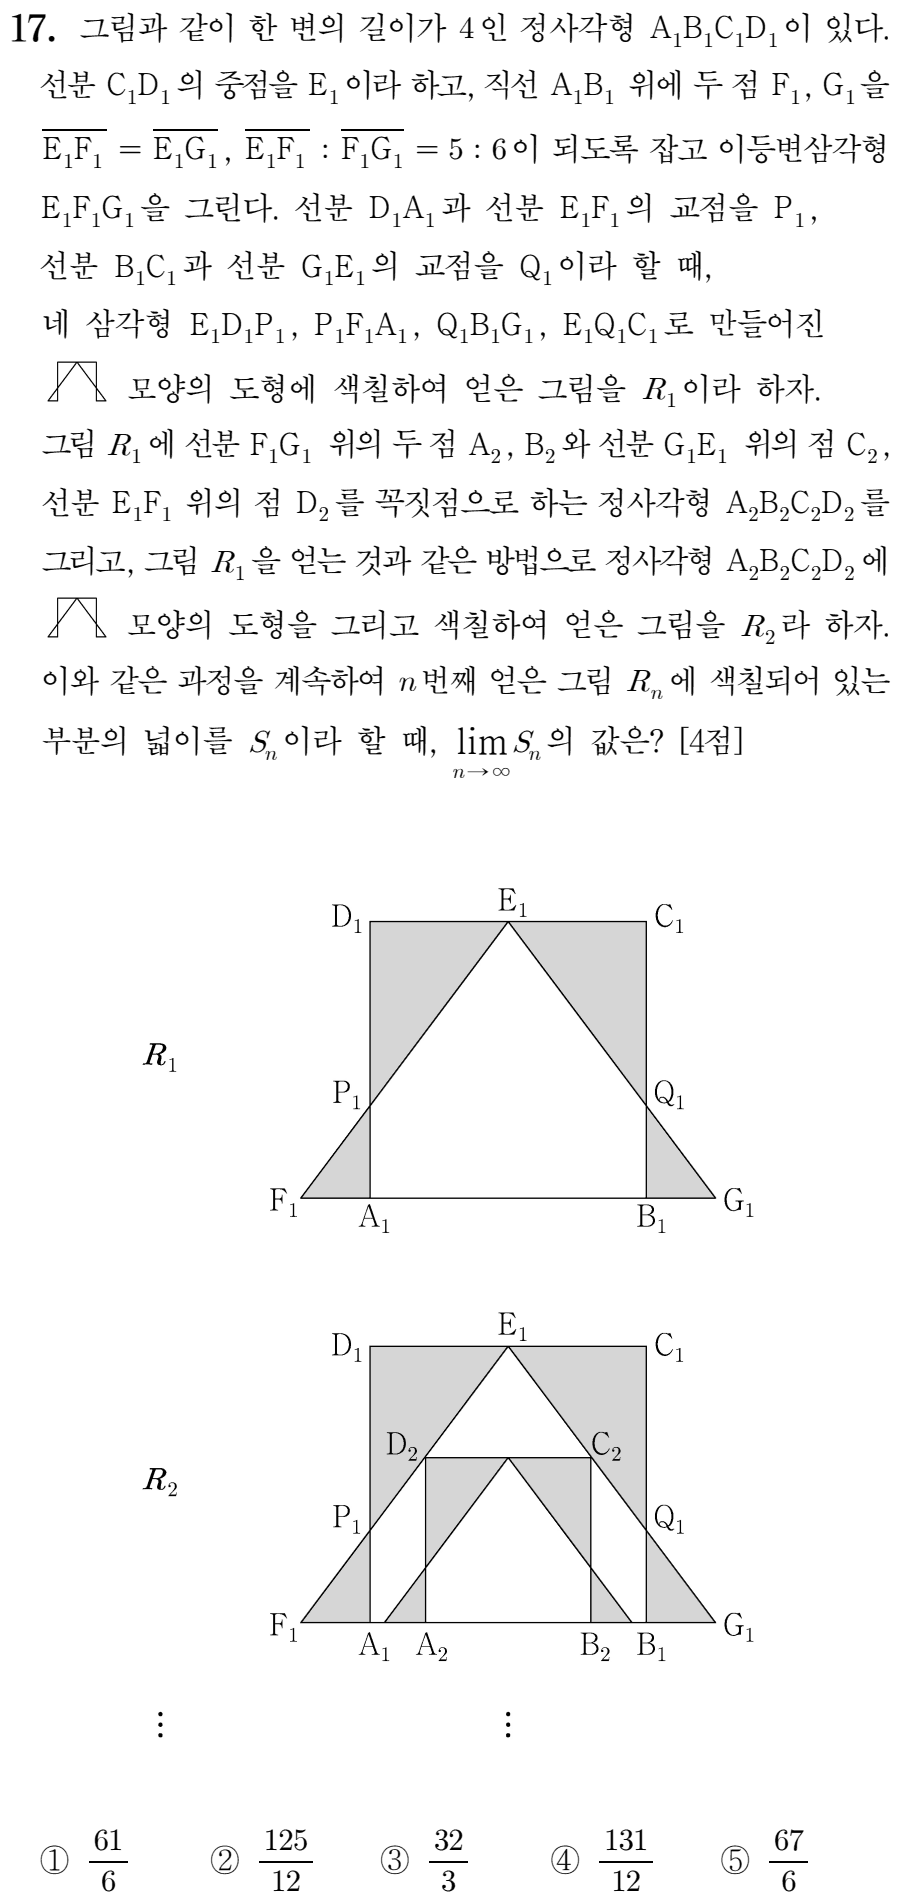 17. 그림과 같이 한 변의 길이가 4인 정사각형 A₁B₁C₁D₁이 있다.
선분 C₁D₁의 중점을 E₁이라 하고, 직선 A₁B₁ 위에 두 점 F₁, G₁을
$\overline{E_1F_1}$ = $\overline{E_1G_1}$, $\overline{E_1F_1}$ : $\overline{F_1G_1}$ = 5 : 6이 되도록 잡고 이등변삼각형
E₁F₁G₁을 그린다. 선분 D₁A₁과 선분 E₁F₁의 교점을 P₁,
선분 B₁C₁과 선분 G₁E₁의 교점을 Q₁이라 할 때,
네 삼각형 E₁D₁P₁, P₁F₁A₁, Q₁B₁G₁, E₁Q₁C₁로 만들어진
모양의 도형에 색칠하여 얻은 그림을 R₁이라 하자.
그림 R₁에 선분 F₁G₁ 위의 두 점 A₂, B₂와 선분 G₁E₁ 위의 점 C₂,
선분 E₁F₁ 위의 점 D₂를 꼭짓점으로 하는 정사각형 A₂B₂C₂D₂를
그리고, 그림 R₁을 얻는 것과 같은 방법으로 정사각형 A₂B₂C₂D₂에
모양의 도형을 그리고 색칠하여 얻은 그림을 R₂라 하자.
이와 같은 과정을 계속하여 n번째 얻은 그림 Rₙ에 색칠되어 있는
부분의 넓이를 Sₙ이라 할 때, $\lim_{n \to \infty} S_n$의 값은? [4점]
D₁ E₁ C₁
R₁
P₁ Q₁
F₁ A₁ B₁ G₁
D₁ E₁ C₁
D₂ C₂
R₂
P₁ Q₁
F₁ A₁ A₂ B₂ B₁ G₁
⋮ ⋮
① 61/6 ② 125/12 ③ 32/3 ④ 131/12 ⑤ 67/6